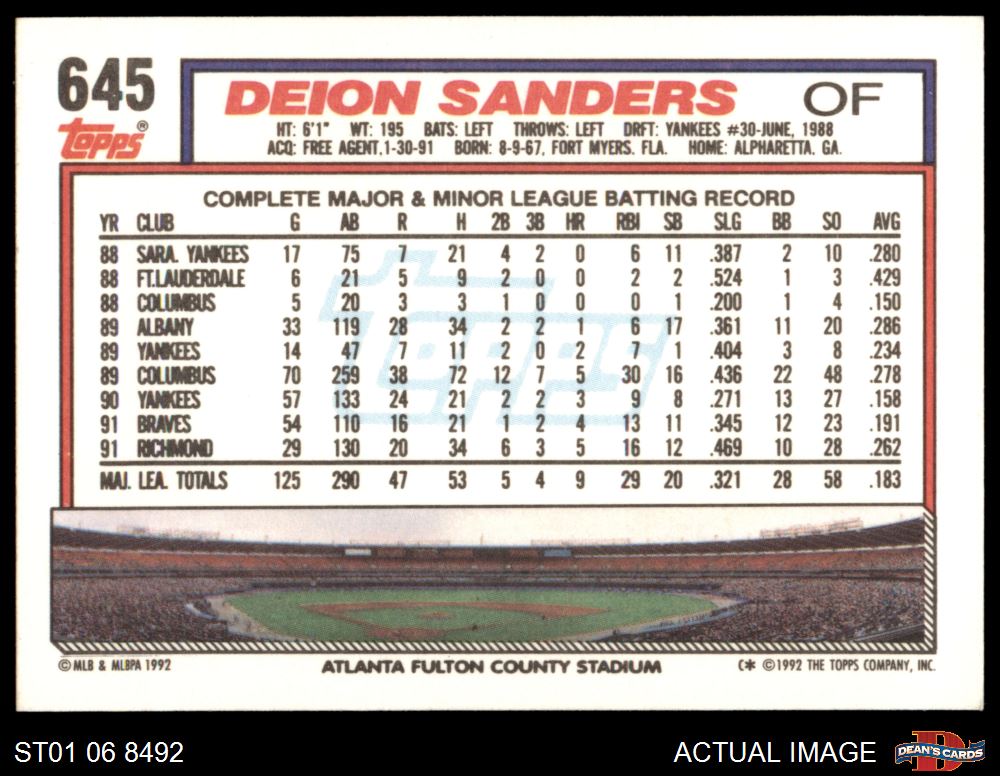 645
Topps®
DEION SANDERS OF
HT: 6'1" WT: 195 BATS: LEFT THROWS: LEFT DRFT: YANKEES #30-JUNE, 1988
ACQ: FREE AGENT,1-30-91 BORN: 8-9-67, FORT MYERS, FLA. HOME: ALPHARETTA, GA.
COMPLETE MAJOR & MINOR LEAGUE BATTING RECORD
YR CLUB G AB R H 2B 3B HR RBI SB SLG BB SO AVG
88 SARA. YANKEES 17 75 7 21 4 2 0 6 11 .387 2 10 .280
88 FT.LAUDERDALE 6 21 5 9 2 0 0 2 2 .524 1 3 .429
88 COLUMBUS 5 20 3 3 1 0 0 0 1 .200 1 4 .150
89 ALBANY 33 119 28 34 2 2 1 6 17 .361 11 20 .286
89 YANKEES 14 47 7 11 2 0 2 7 1 .404 3 8 .234
89 COLUMBUS 70 259 38 72 12 7 5 30 16 .436 22 48 .278
90 YANKEES 57 133 24 21 2 2 3 9 8 .271 13 27 .158
91 BRAVES 54 110 16 21 1 2 4 13 11 .345 12 23 .191
91 RICHMOND 29 130 20 34 6 3 5 16 12 .469 10 28 .262
MAJ. LEA. TOTALS 125 290 47 53 5 4 9 29 20 .321 28 58 .183
Topps
© MLB & MLBPA 1992 ATLANTA FULTON COUNTY STADIUM C* ©1992 THE TOPPS COMPANY, INC.
ST01 06 8492 ACTUAL IMAGE DEAN'S CARDS